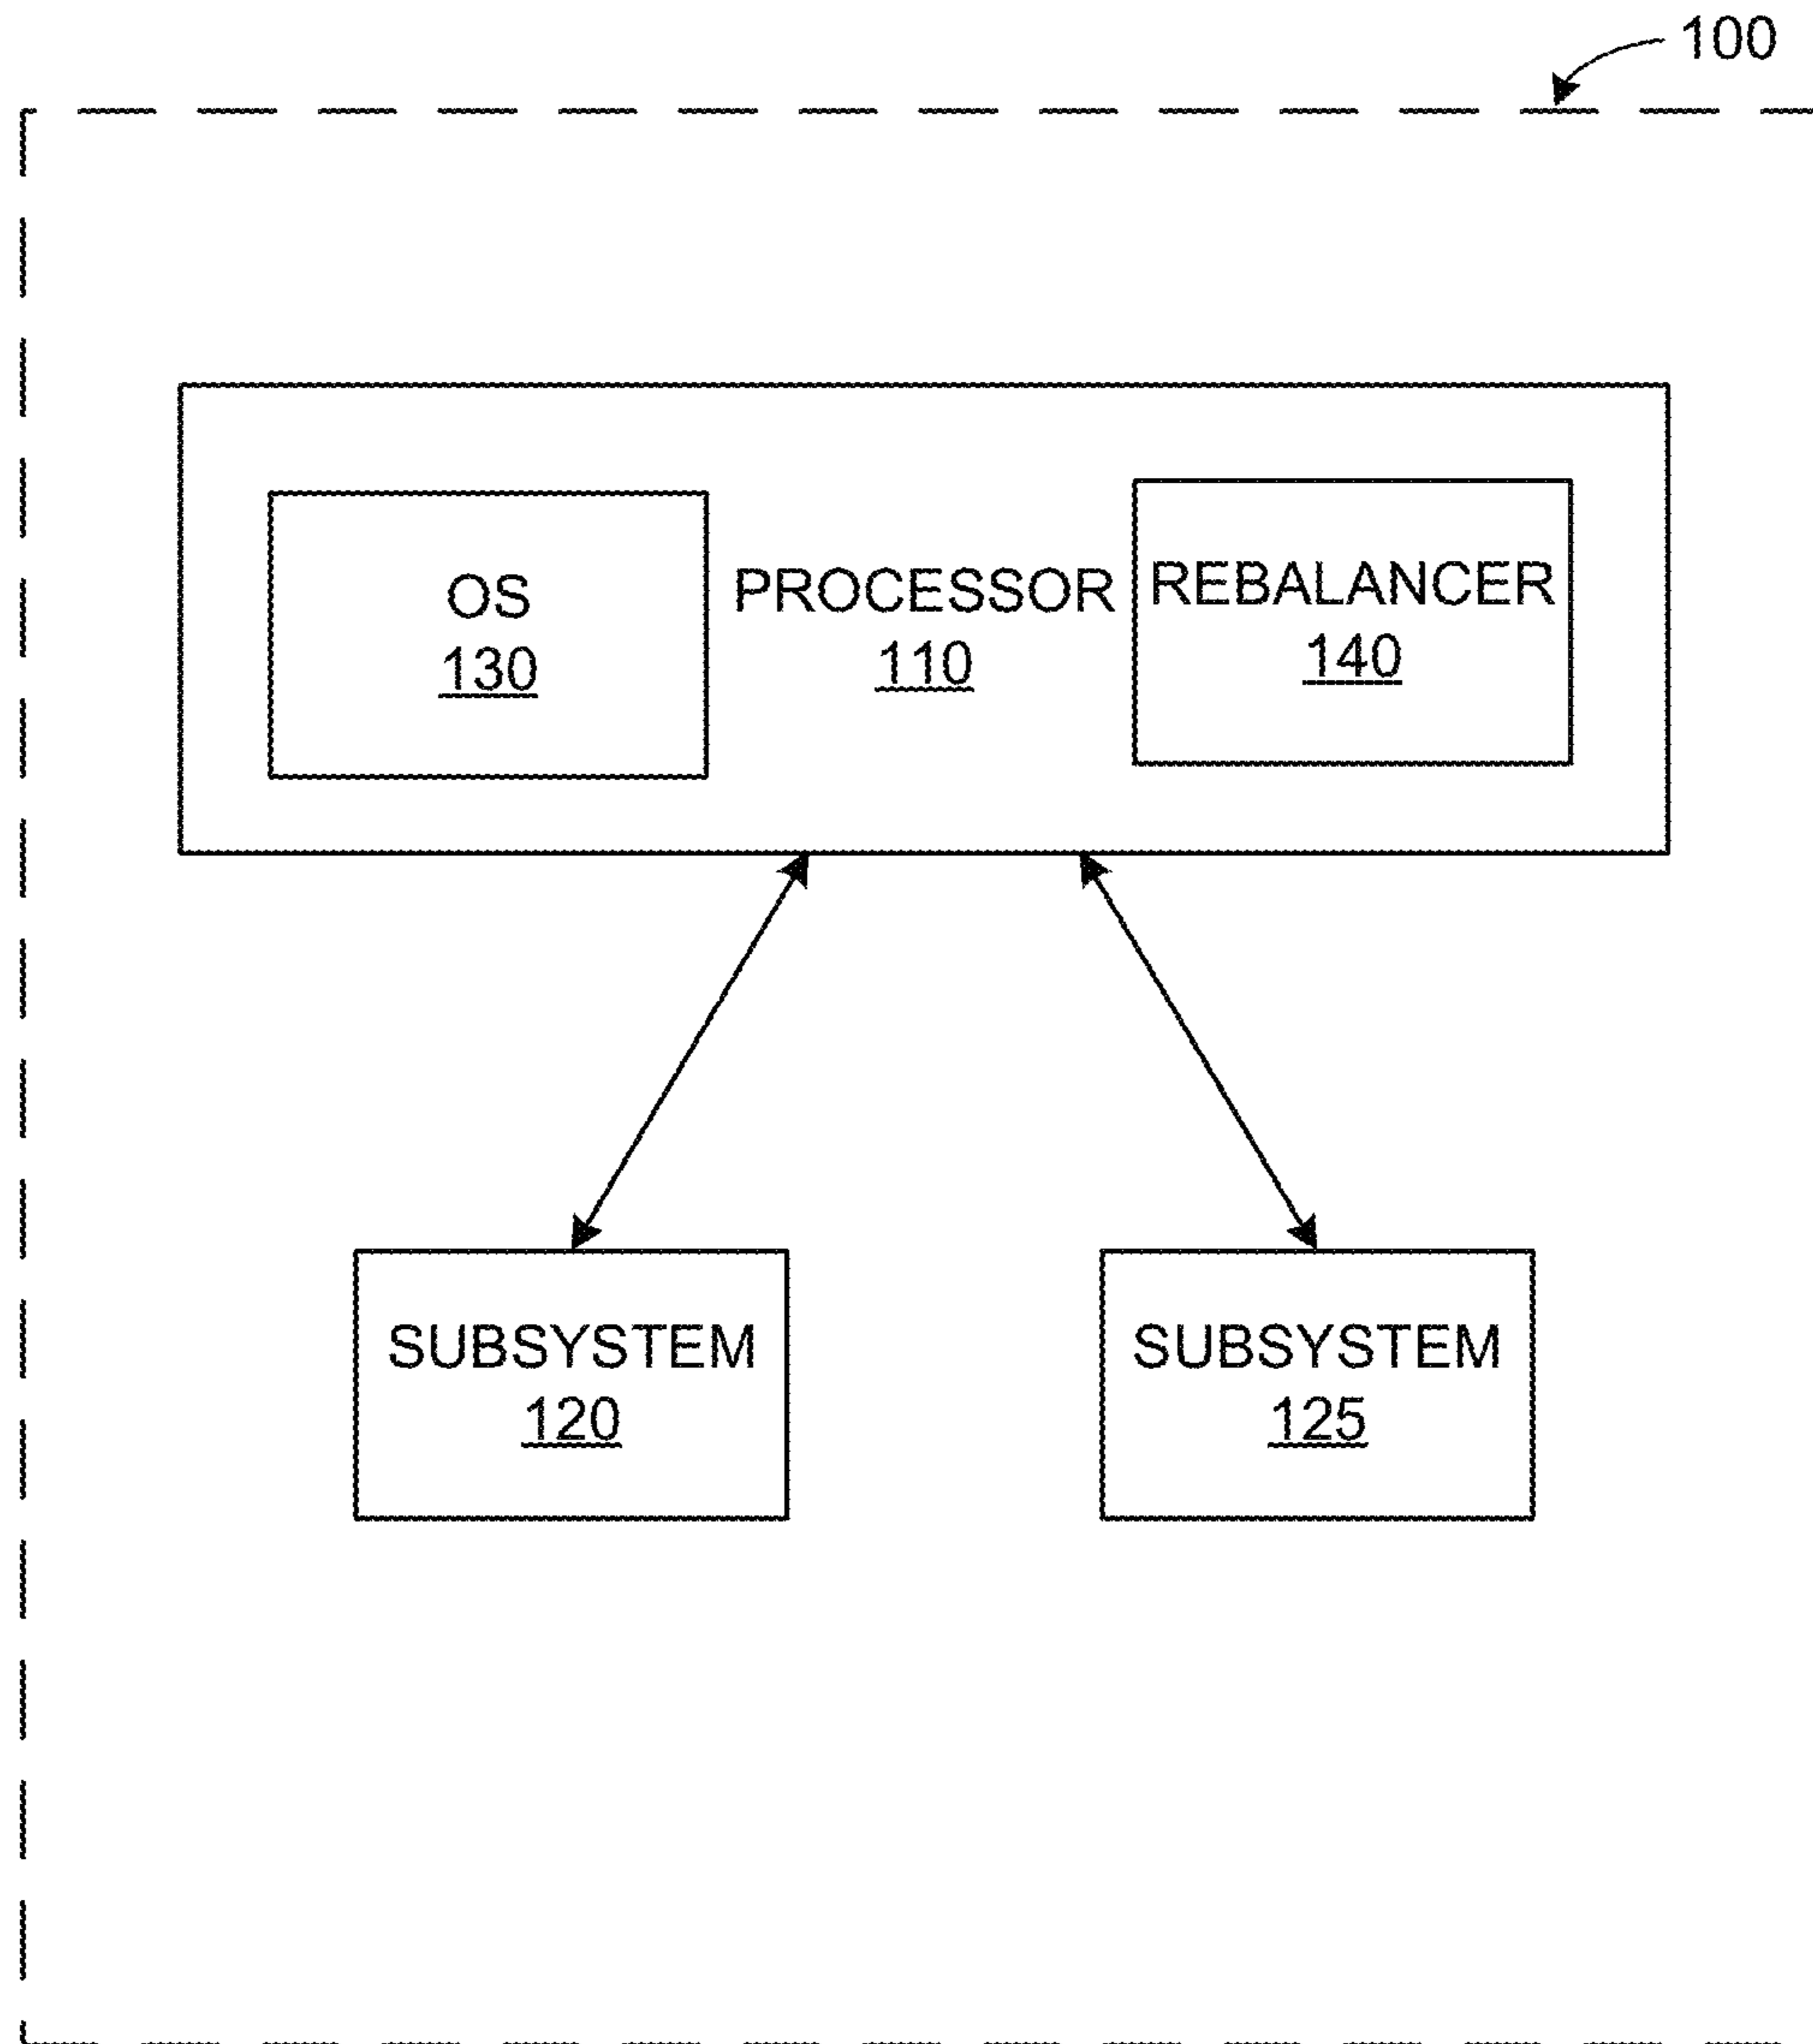 100
OS
130
PROCESSOR
110
REBALANCER
140
SUBSYSTEM
120
SUBSYSTEM
125